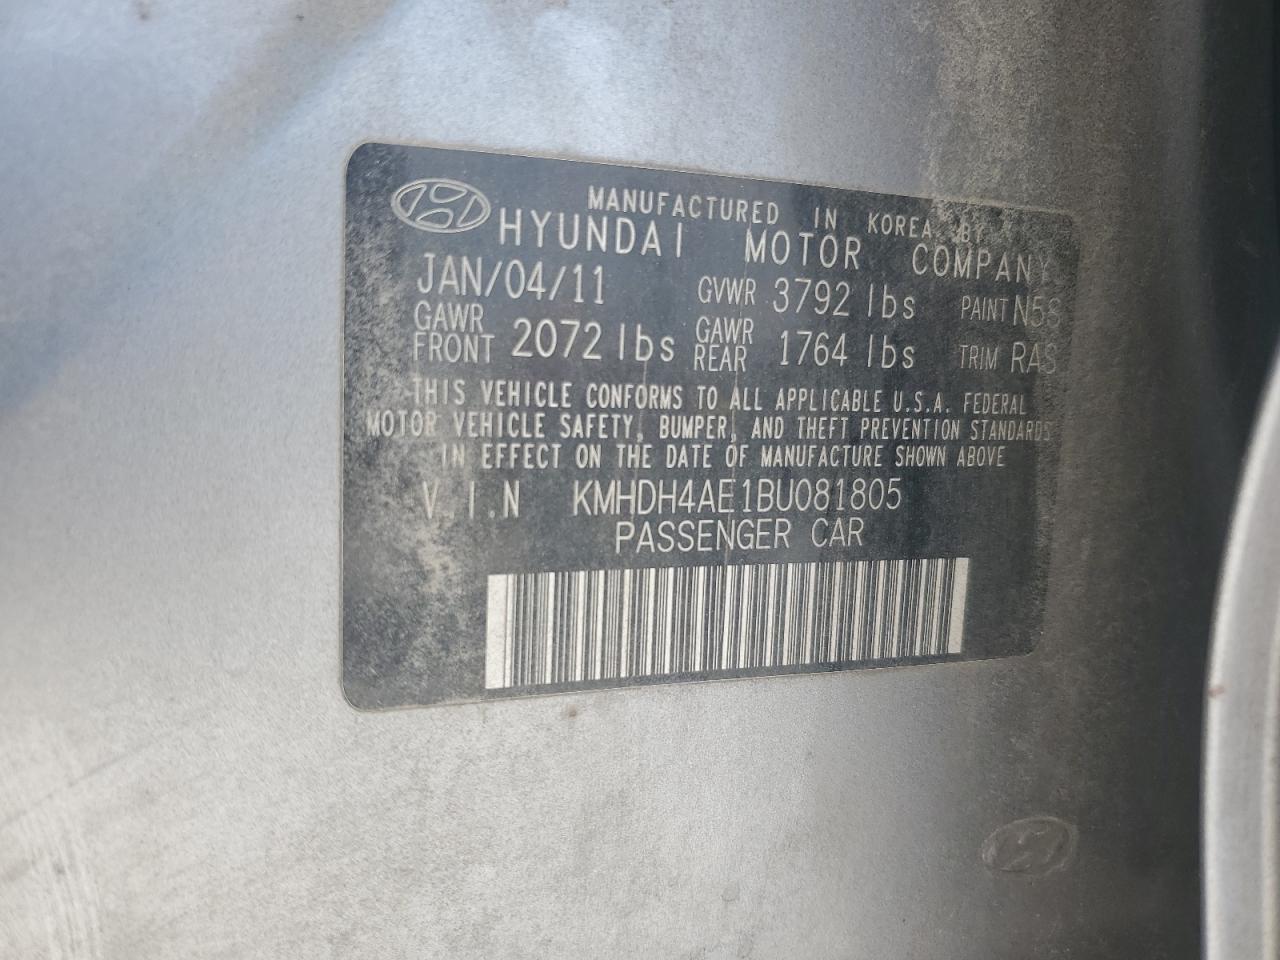 MANUFACTURED IN KOREA BY
HYUNDAI MOTOR COMPANY
JAN/04/11 GVWR 3792 lbs PAINT
GAWR FRONT 2072 lbs GAWR REAR 1764 lbs TRIM RAS
THIS VEHICLE CONFORMS TO ALL APPLICABLE U.S.A. FEDERAL
MOTOR VEHICLE SAFETY, BUMPER, AND THEFT PREVENTION STANDARDS
IN EFFECT ON THE DATE OF MANUFACTURE SHOWN ABOVE
V.I.N KMHDH4AE1BU081805
PASSENGER CAR